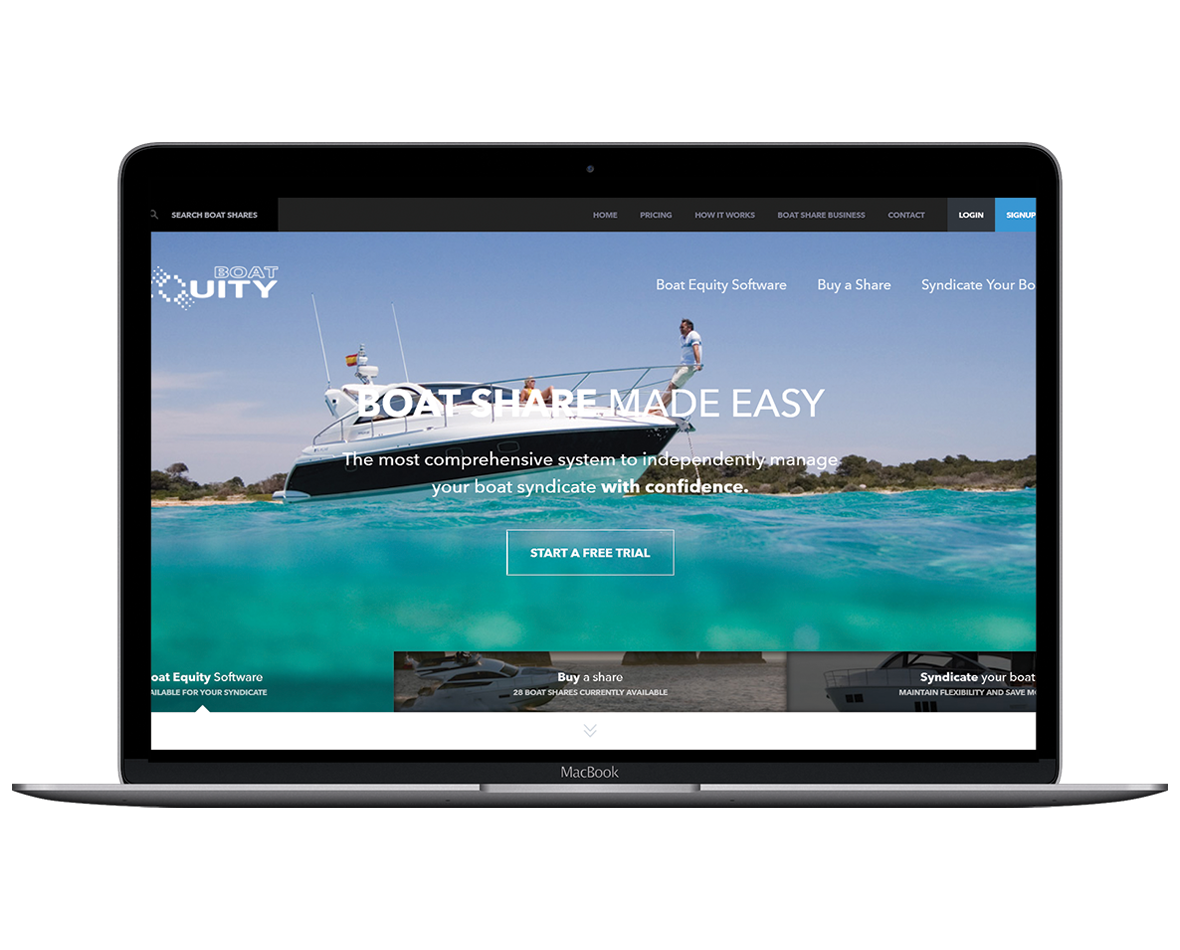 SEARCH BOAT SHARES
HOME PRICING HOW IT WORKS BOAT SHARE BUSINESS CONTACT LOGIN SIGNUP
BOAT
QUITY
Boat Equity Software Buy a Share Syndicate Your Bo
BOAT SHARE MADE EASY
The most comprehensive system to independently manage
your boat syndicate with confidence.
START A FREE TRIAL
oat Equity Software
AILABLE FOR YOUR SYNDICATE
Buy a share
28 BOAT SHARES CURRENTLY AVAILABLE
Syndicate your boat
MAINTAIN FLEXIBILITY AND SAVE MO
MacBook